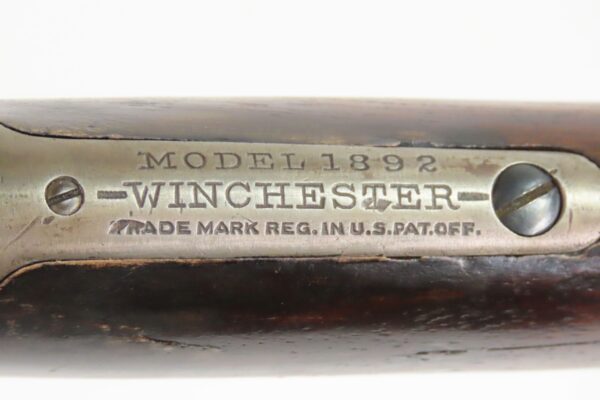 MODEL 1892
-WINCHESTER-
TRADE MARK REG. IN U.S. PAT. OFF.